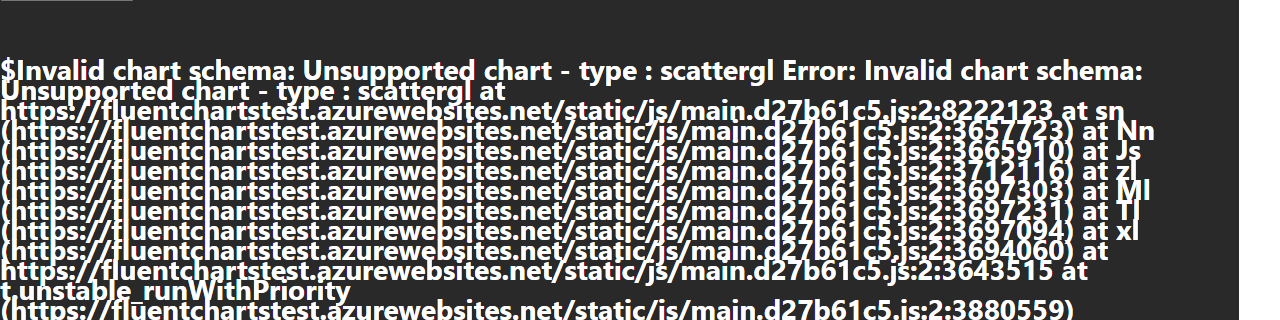 $Invalid chart schema: Unsupported chart - type : scattergl Error: Invalid chart schema:
Unsupported chart - type : scattergl at
https://fluentchartstest.azurewebsites.net/static/js/main.d27b61c5.js:2:8222123 at sn
(https://fluentchartstest.azurewebsites.net/static/js/main.d27b61c5.js:2:3657723) at Nn
(https://fluentchartstest.azurewebsites.net/static/js/main.d27b61c5.js:2:3665910) at Js
(https://fluentchartstest.azurewebsites.net/static/js/main.d27b61c5.js:2:3712116) at zl
(https://fluentchartstest.azurewebsites.net/static/js/main.d27b61c5.js:2:3697303) at Ml
(https://fluentchartstest.azurewebsites.net/static/js/main.d27b61c5.js:2:3697231) at Tl
(https://fluentchartstest.azurewebsites.net/static/js/main.d27b61c5.js:2:3697094) at xl
(https://fluentchartstest.azurewebsites.net/static/js/main.d27b61c5.js:2:3694060) at
https://fluentchartstest.azurewebsites.net/static/js/main.d27b61c5.js:2:3643515 at
t.unstable_runWithPriority
(https://fluentchartstest.azurewebsites.net/static/js/main.d27b61c5.js:2:3880559)